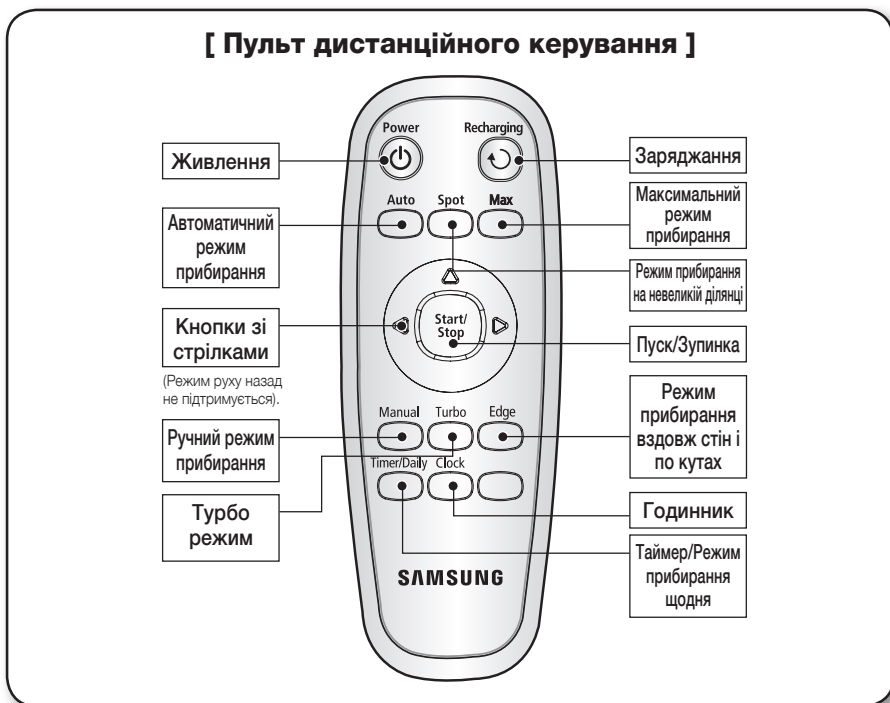 [ Пульт дистанційного керування ]
Power
Recharging
Живлення
Заряджання
Auto
Spot
Max
Автоматичний
режим
прибирання
Максимальний
режим
прибирання
Режим прибирання
на невеликій ділянці
Кнопки зі
стрілками
(Режим руху назад
не підтримується).
Start/
Stop
Пуск/Зупинка
Manual
Turbo
Edge
Режим
прибирання
вздовж стін і
по кутах
Ручний режим
прибирання
Timer/Daily
Clock
Турбо
режим
Годинник
Таймер/Режим
прибирання
щодня
SAMSUNG